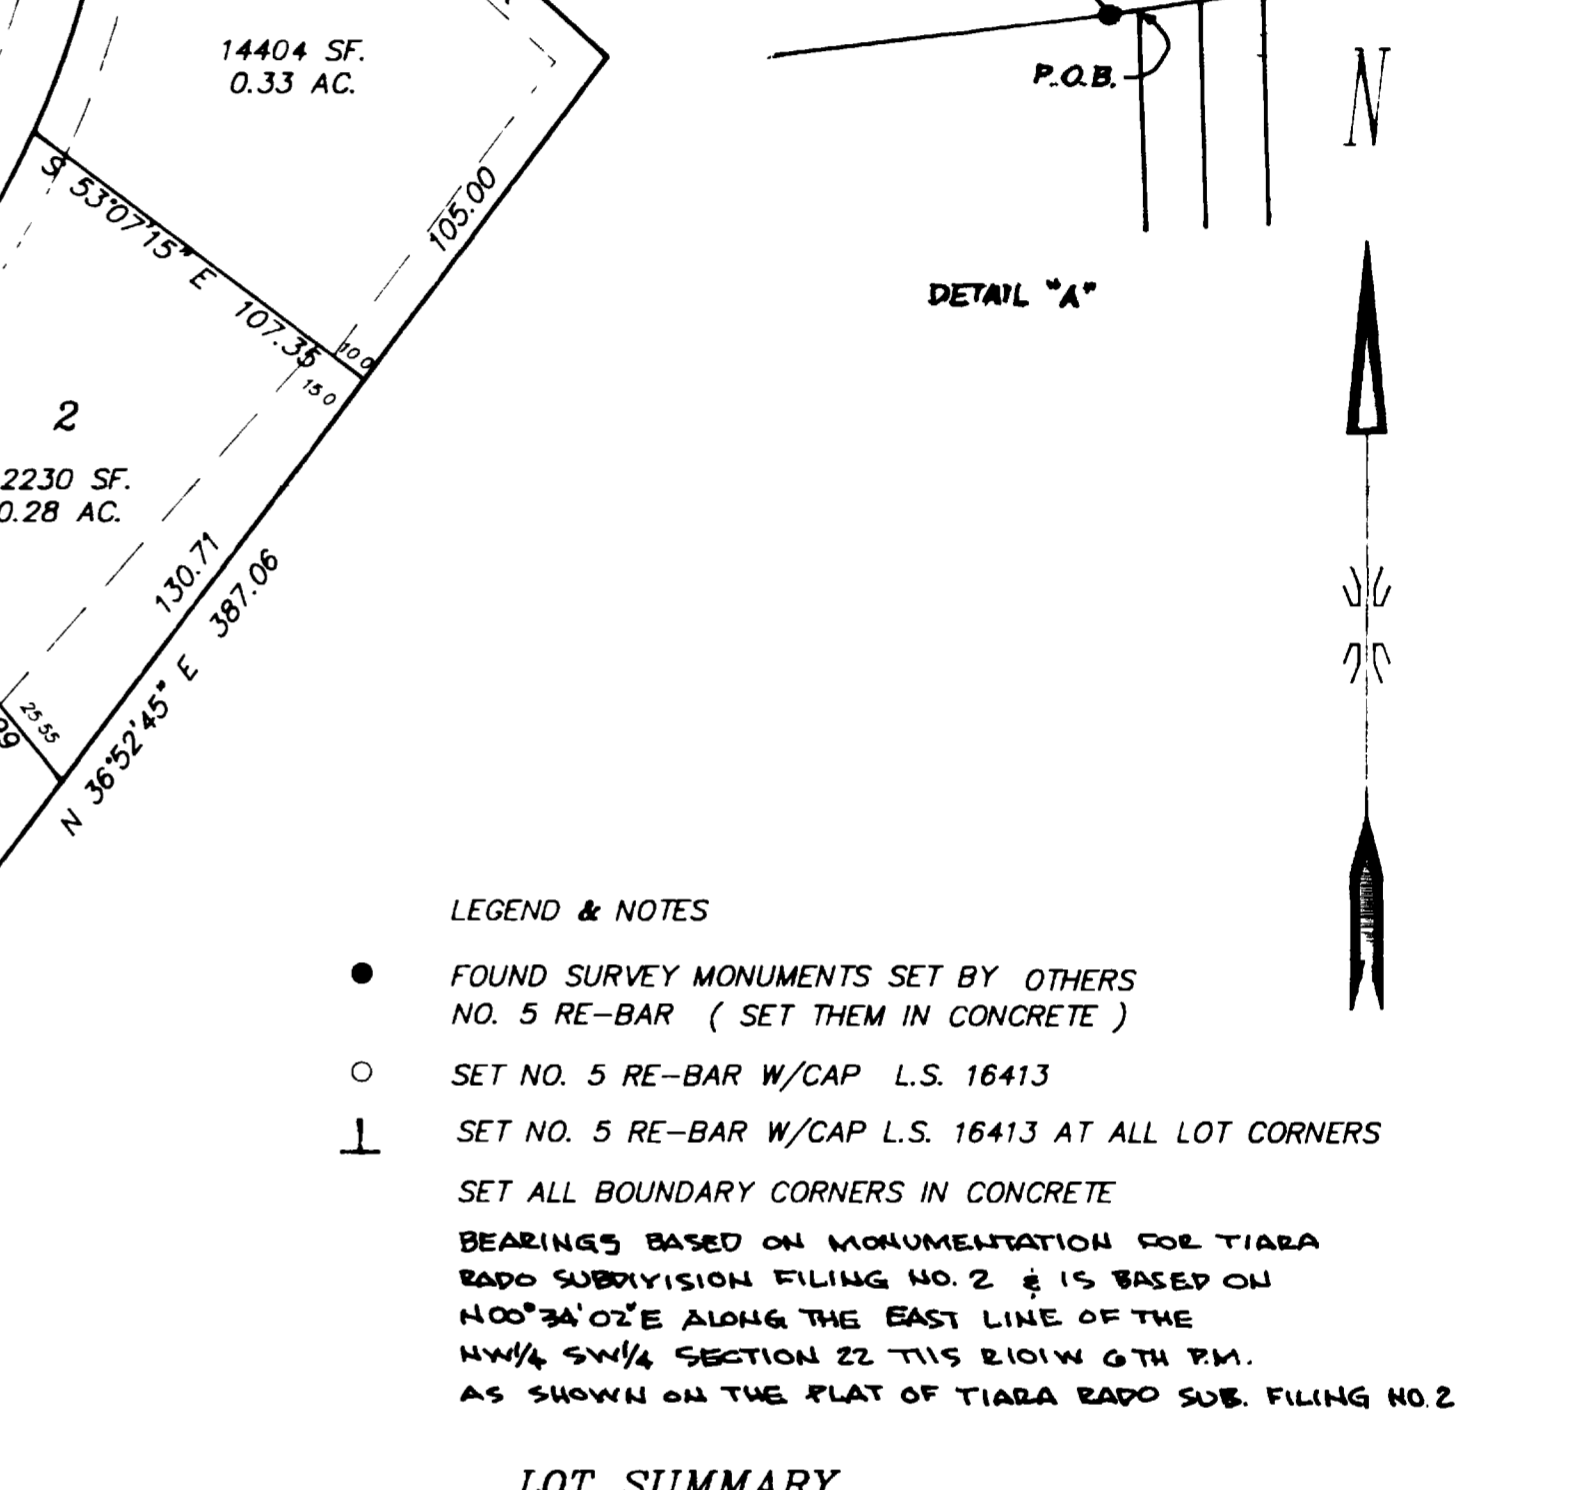 14404 SF.
0.33 AC.
P.O.B.
N
S 53°07'15" E 107.35
105.00
10 0
15.0
DETAIL "A"
2
2230 SF.
0.28 AC.
130.71
N 36°52'45" E 387.06
25.55
LEGEND & NOTES
FOUND SURVEY MONUMENTS SET BY OTHERS
NO. 5 RE-BAR ( SET THEM IN CONCRETE )
SET NO. 5 RE-BAR W/CAP L.S. 16413
SET NO. 5 RE-BAR W/CAP L.S. 16413 AT ALL LOT CORNERS
SET ALL BOUNDARY CORNERS IN CONCRETE
BEARINGS BASED ON MONUMENTATION FOR TIARA
RADO SUBDIVISION FILING NO. 2 & IS BASED ON
N00°34'02"E ALONG THE EAST LINE OF THE
NW1/4 SW1/4 SECTION 22 T11S R101W 6TH P.M.
AS SHOWN ON THE PLAT OF TIARA RADO SUB. FILING NO. 2
LOT SUMMARY